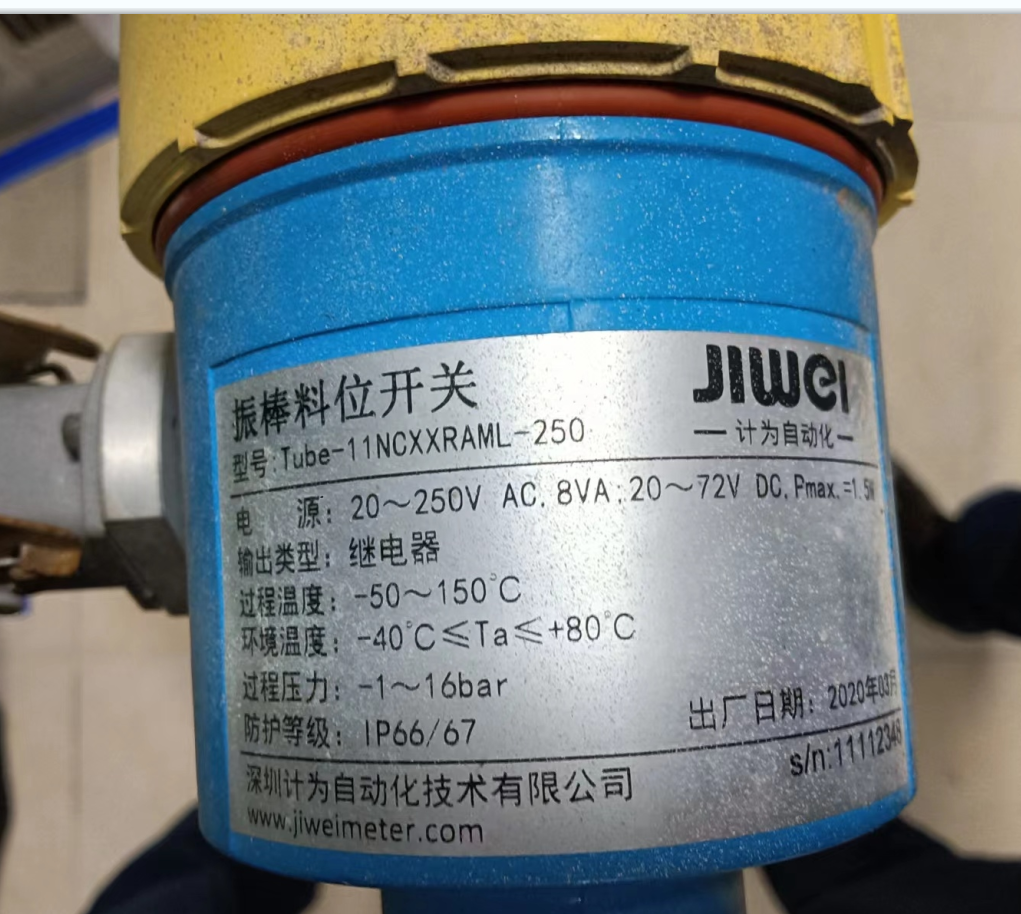 振棒料位开关
JIWEI
计为自动化
型号:Tube-11NCXXRAML-250
电 源: 20~250V AC, 8VA;20~72V DC,Pmax.=1.5W
输出类型: 继电器
过程温度: -50~150℃
环境温度: -40℃≤Ta≤+80℃
过程压力: -1~16bar
防护等级: IP66/67
出厂日期: 2020年03月
s/n:11112348
深圳计为自动化技术有限公司
www.jiweimeter.com